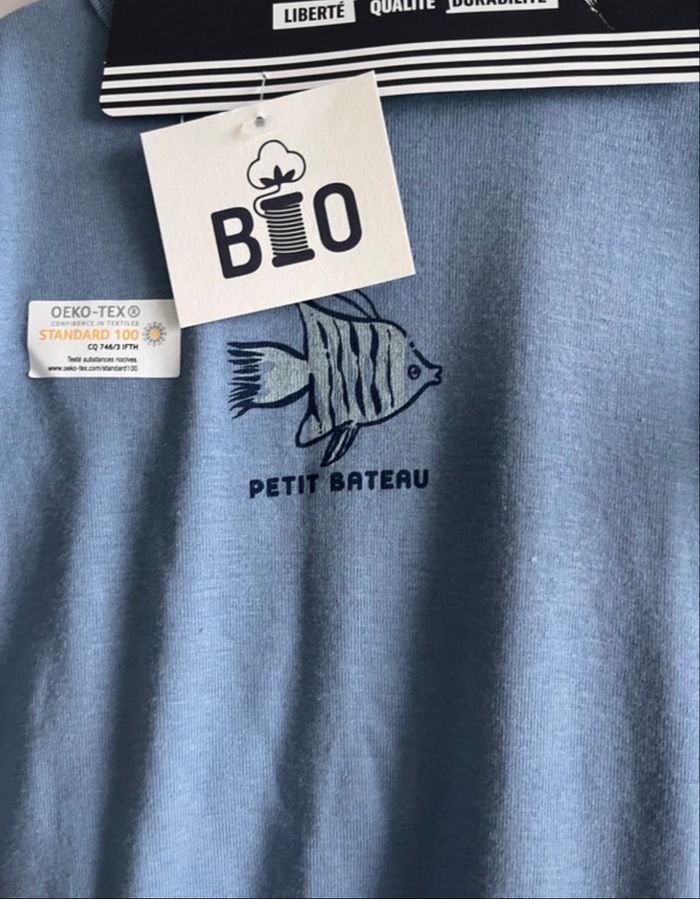 LIBERTÉ QUALITÉ DURABILITÉ
BIO
OEKO-TEX®
CONFIDENCE IN TEXTILES
STANDARD 100
CQ 746/3 IFTH
Testé substances nocives.
www.oeko-tex.com/standard100
PETIT BATEAU